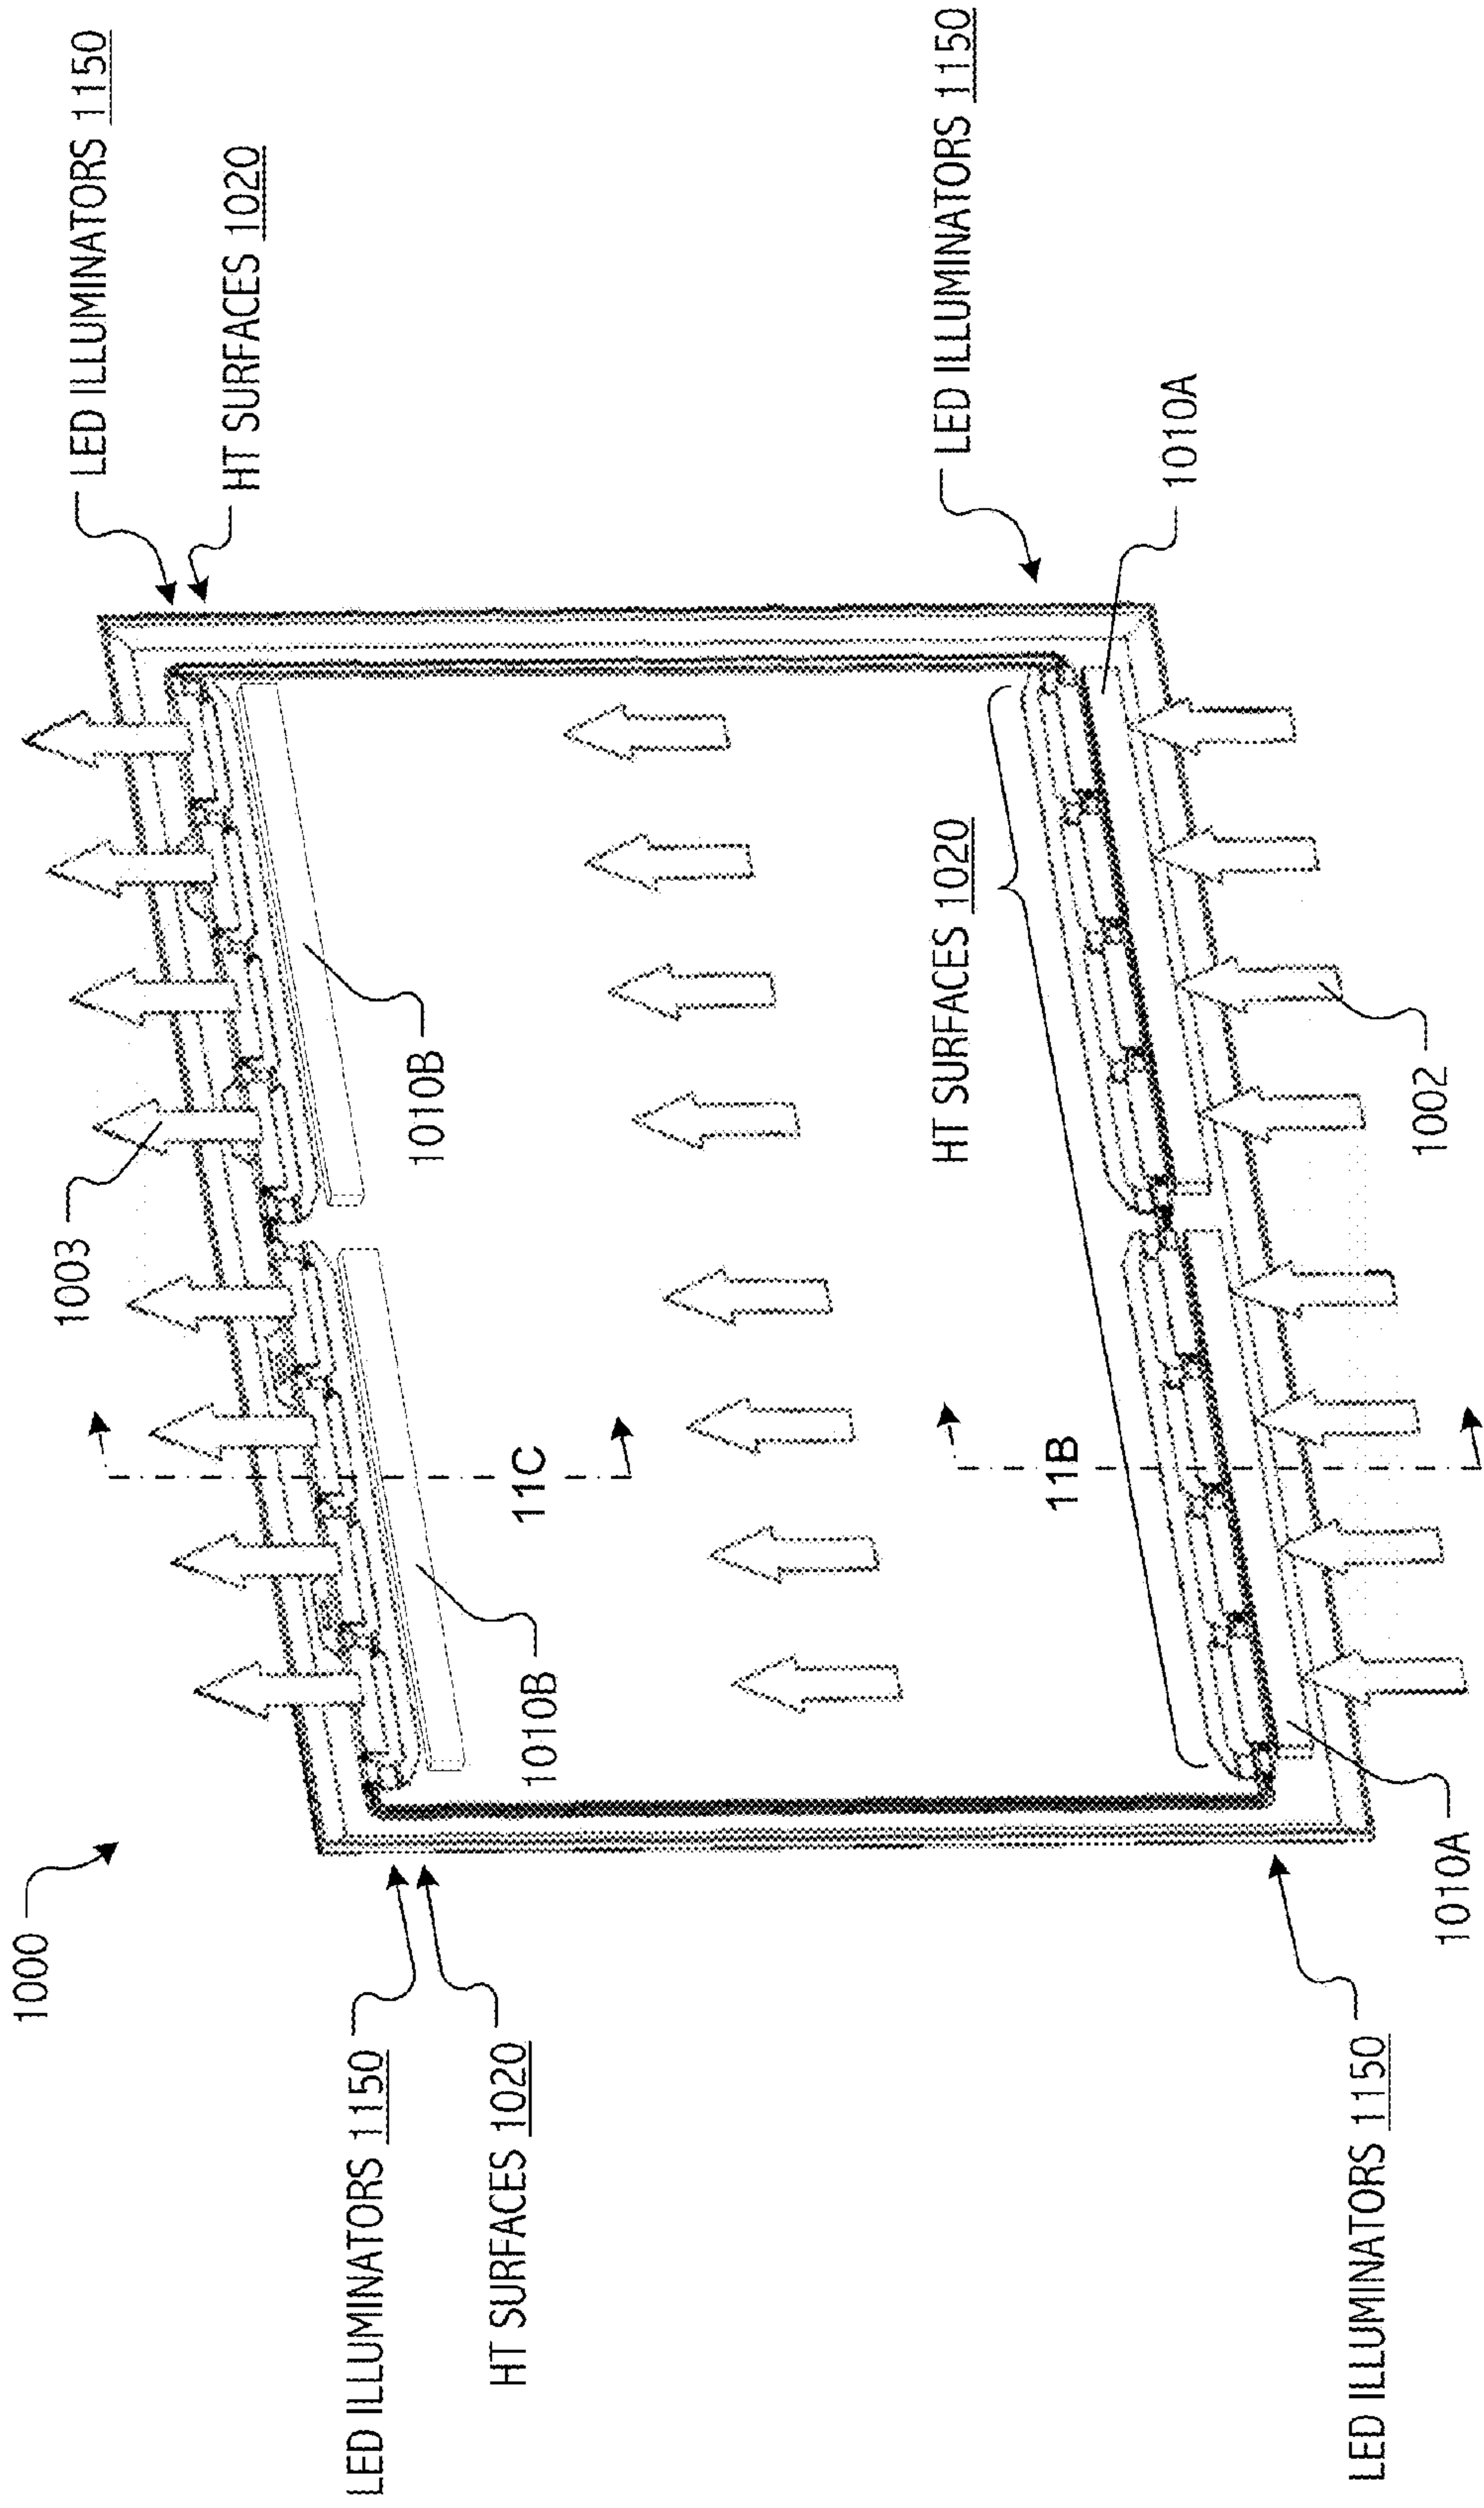 1000
LED ILLUMINATORS 1150
HT SURFACES 1020
LED ILLUMINATORS 1150
1010A
1003
1010B
1010B
11C
11B
HT SURFACES 1020
1002
LED ILLUMINATORS 1150
HT SURFACES 1020
LED ILLUMINATORS 1150
1010A